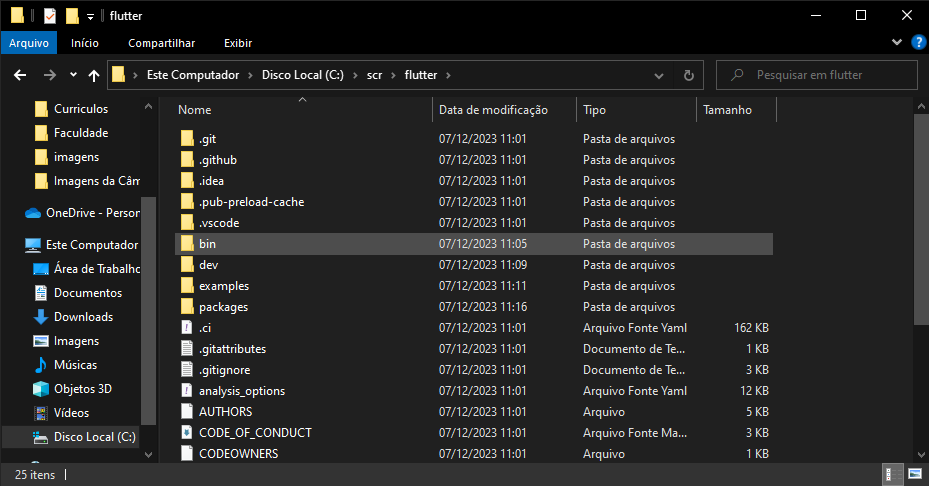 flutter
Arquivo Início Compartilhar Exibir
Este Computador Disco Local (C:) scr flutter Pesquisar em flutter
Curriculos
Faculdade
imagens
Imagens da Câm
OneDrive - Person
Este Computador
Área de Trabalho
Documentos
Downloads
Imagens
Músicas
Objetos 3D
Vídeos
Disco Local (C:)
Nome Data de modificação Tipo Tamanho
.git 07/12/2023 11:01 Pasta de arquivos
.github 07/12/2023 11:01 Pasta de arquivos
.idea 07/12/2023 11:01 Pasta de arquivos
.pub-preload-cache 07/12/2023 11:01 Pasta de arquivos
.vscode 07/12/2023 11:01 Pasta de arquivos
bin 07/12/2023 11:05 Pasta de arquivos
dev 07/12/2023 11:09 Pasta de arquivos
examples 07/12/2023 11:11 Pasta de arquivos
packages 07/12/2023 11:16 Pasta de arquivos
.ci 07/12/2023 11:01 Arquivo Fonte Yaml 162 KB
.gitattributes 07/12/2023 11:01 Documento de Te... 1 KB
.gitignore 07/12/2023 11:01 Documento de Te... 3 KB
analysis_options 07/12/2023 11:01 Arquivo Fonte Yaml 12 KB
AUTHORS 07/12/2023 11:01 Arquivo 5 KB
CODE_OF_CONDUCT 07/12/2023 11:01 Arquivo Fonte Ma... 3 KB
CODEOWNERS 07/12/2023 11:01 Arquivo 1 KB
25 itens